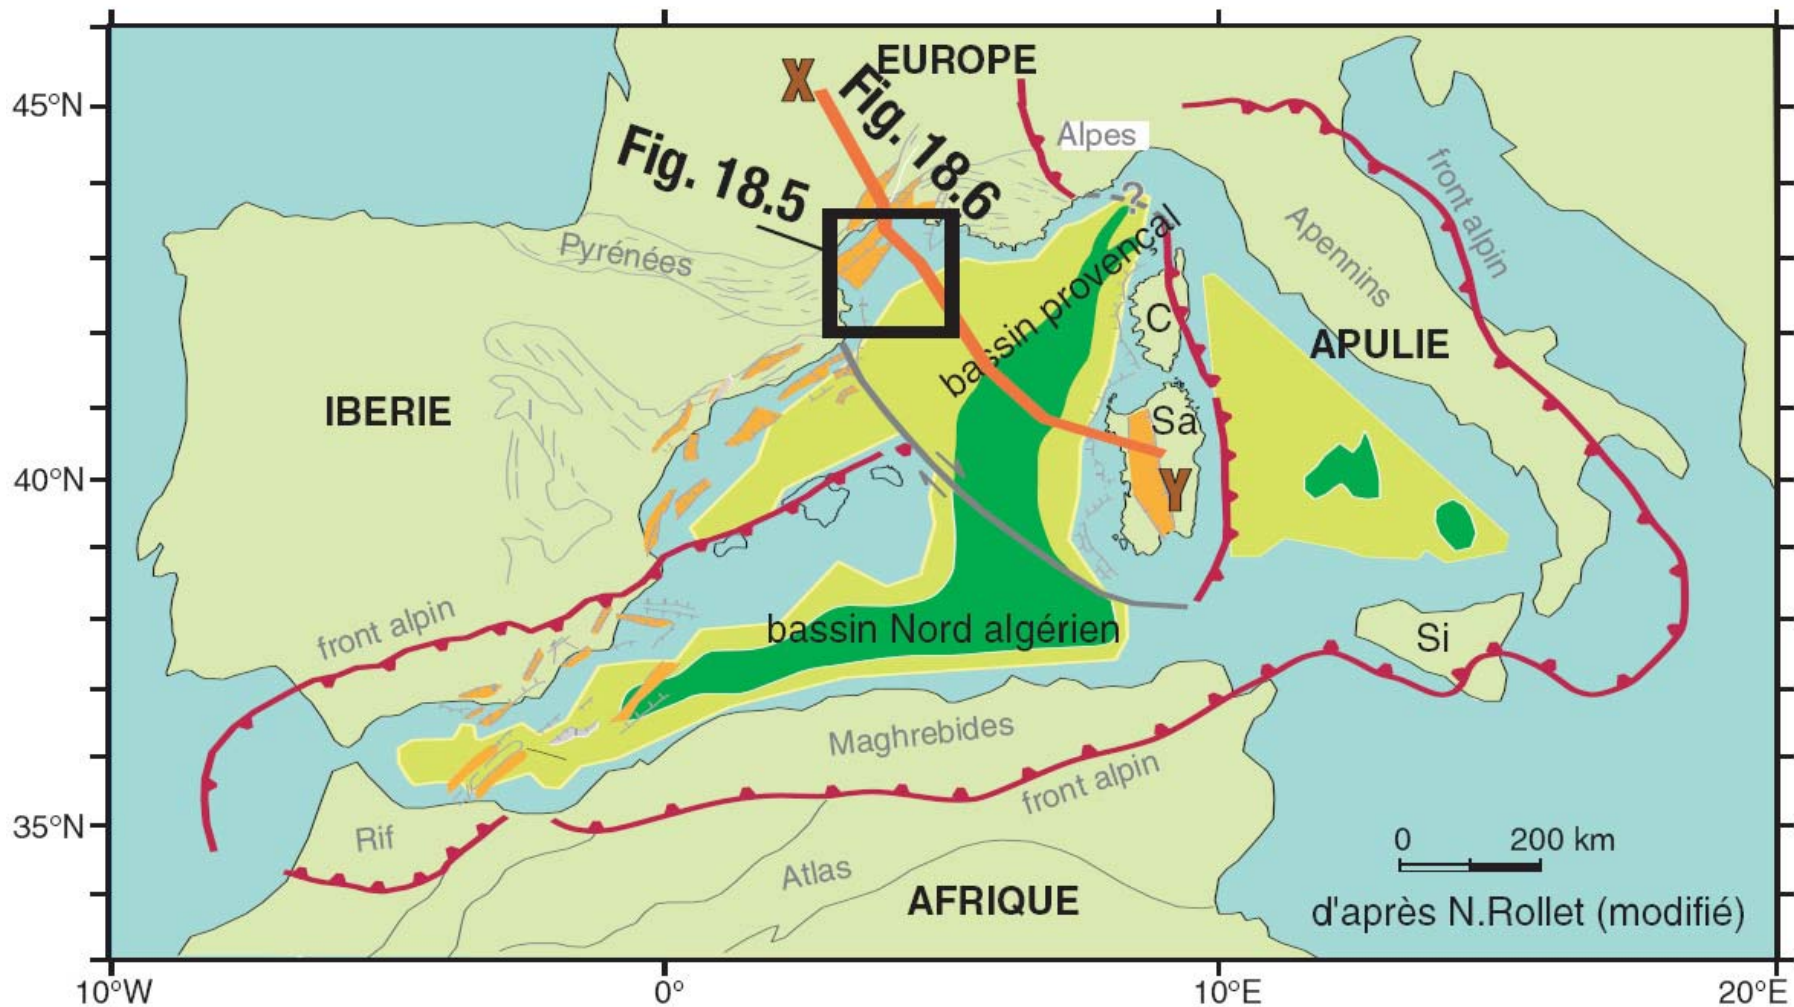 EUROPE
X
Fig. 18.6
Fig. 18.5
45°N
Alpes
?
front alpin
Pyrénées
Apennins
bassin provençal
C
APULIE
IBERIE
Sa
40°N
Y
front alpin
bassin Nord algérien
Si
Maghrebides
front alpin
35°N
Rif
Atlas
0 200 km
AFRIQUE
d'après N.Rollet (modifié)
10°W 0° 10°E 20°E